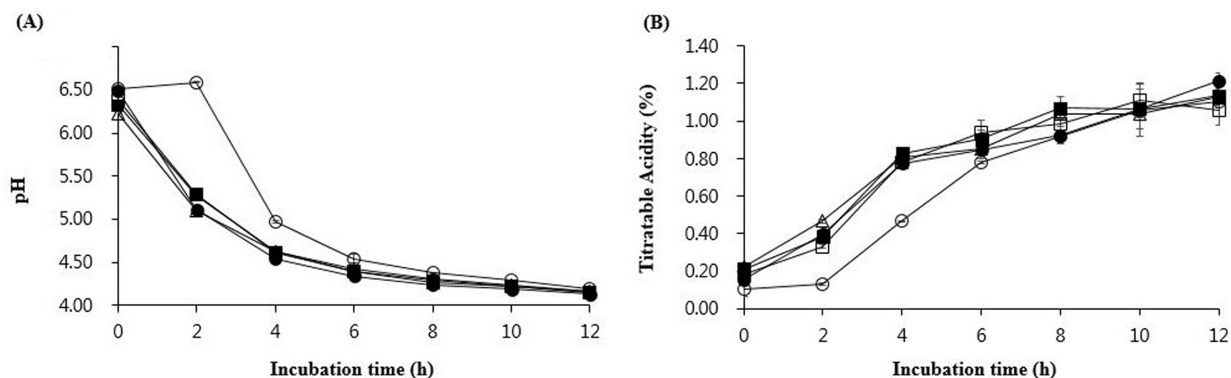 (A)
6.50
6.00
5.50
5.00
4.50
4.00
pH
0 2 4 6 8 10 12
Incubation time (h)
(B)
1.40
1.20
1.00
0.80
0.60
0.40
0.20
0.00
Titratable Acidity (%)
0 2 4 6 8 10 12
Incubation time (h)